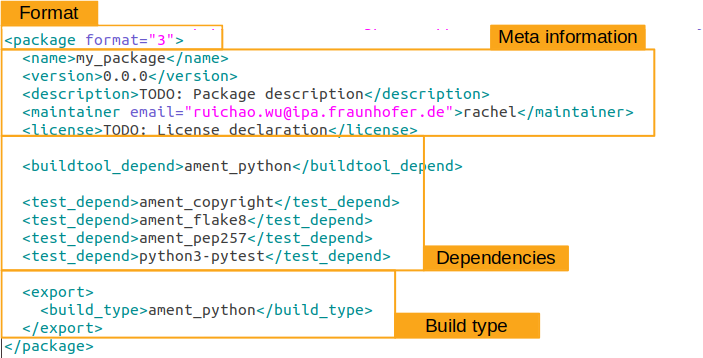 Format
<package format="3">
Meta information
<name>my_package</name>
<version>0.0.0</version>
<description>TODO: Package description</description>
<maintainer email="ruichao.wu@ipa.fraunhofer.de">rachel</maintainer>
<license>TODO: License declaration</license>
<buildtool_depend>ament_python</buildtool_depend>
<test_depend>ament_copyright</test_depend>
<test_depend>ament_flake8</test_depend>
<test_depend>ament_pep257</test_depend>
<test_depend>python3-pytest</test_depend>
Dependencies
<export>
<build_type>ament_python</build_type>
</export>
Build type
</package>